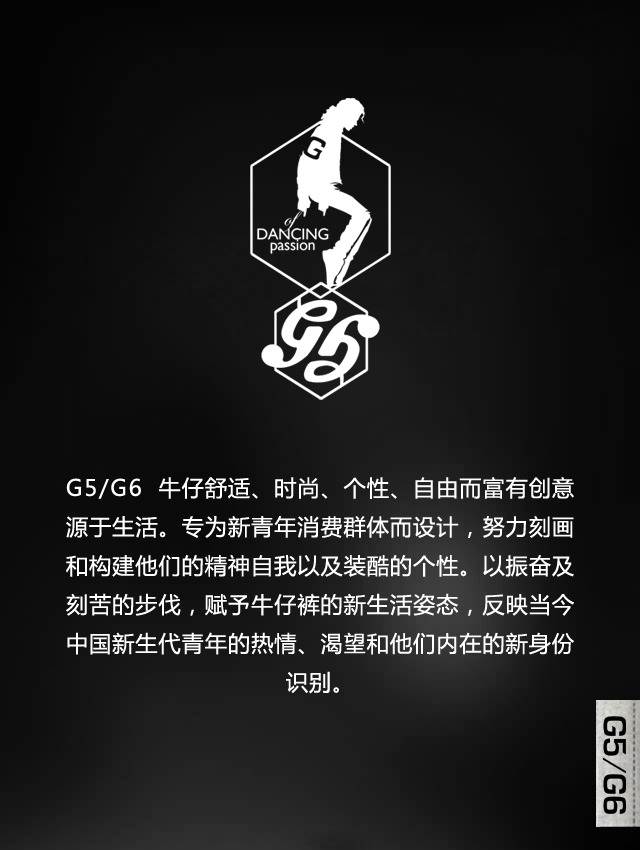 G
of
DANCING
passion
G5
G5/G6 牛仔舒适、时尚、个性、自由而富有创意
源于生活。专为新青年消费群体而设计，努力刻画
和构建他们的精神自我以及装酷的个性。以振奋及
刻苦的步伐，赋予牛仔裤的新生活姿态，反映当今
中国新生代青年的热情、渴望和他们内在的新身份
识别。
G5/G6